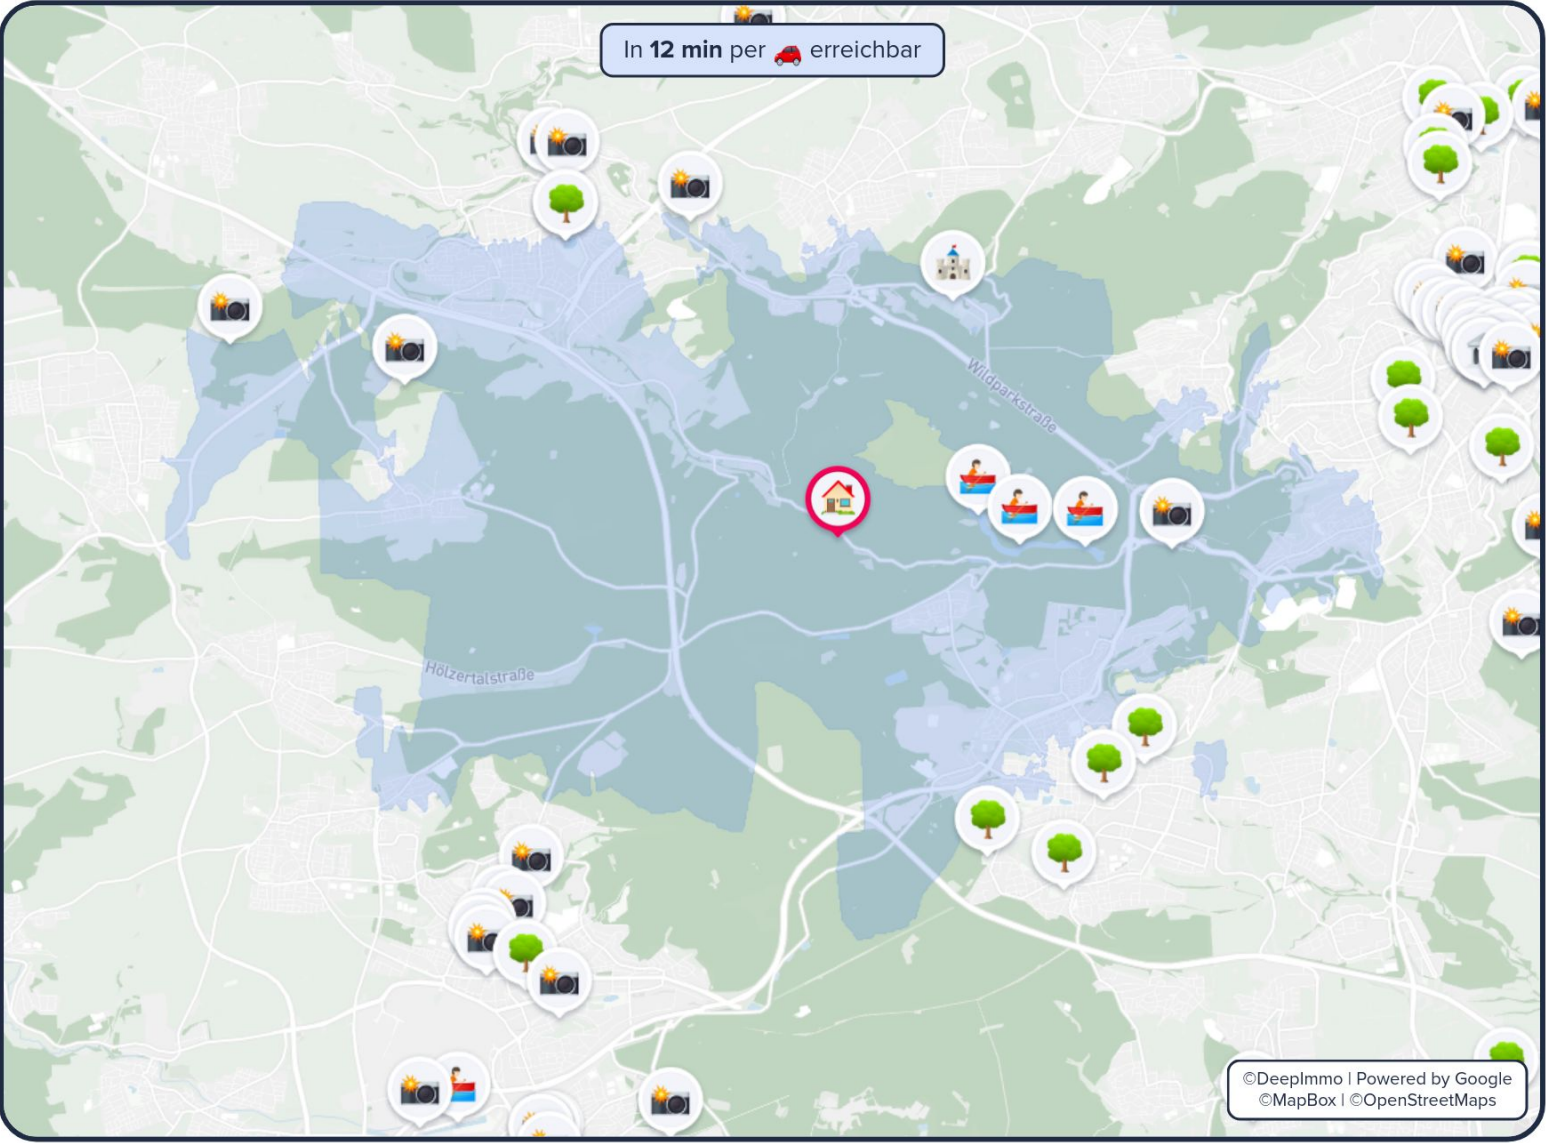 In 12 min per erreichbar
Wildparkstraße
Hölzertalstraße
©DeepImmo | Powered by Google
©MapBox | ©OpenStreetMaps